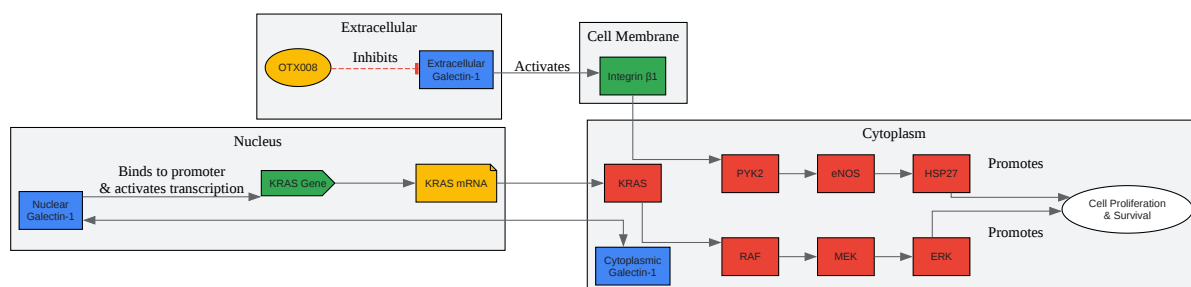 Extracellular
OTX008
Inhibits
Extracellular
Galectin-1
Activates
Cell Membrane
Integrin β1
Nucleus
Binds to promoter
& activates transcription
Nuclear
Galectin-1
KRAS Gene
KRAS mRNA
Cytoplasm
KRAS
PYK2
eNOS
HSP27
Promotes
Cell Proliferation
& Survival
Cytoplasmic
Galectin-1
RAF
MEK
ERK
Promotes